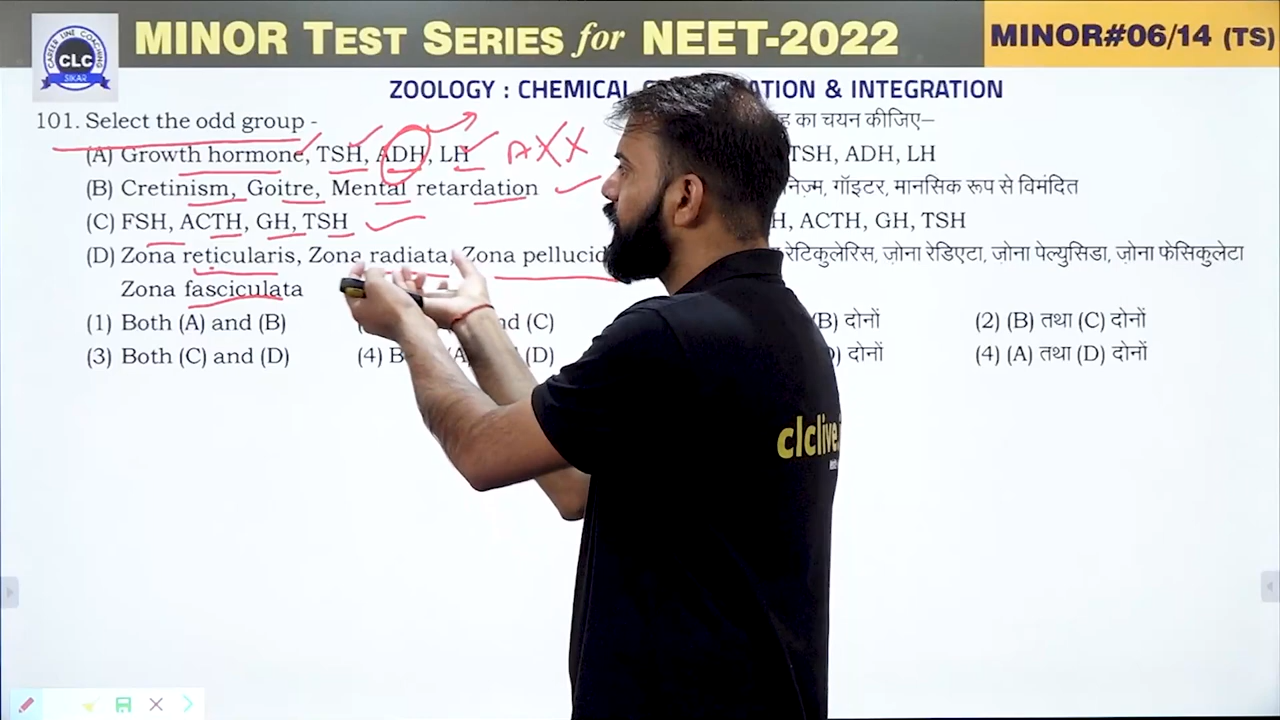 CAREER LINE COACHING
CLC
SIKAR
MINOR TEST SERIES for NEET-2022
MINOR#06/14 (TS)
ZOOLOGY : CHEMICAL & INTEGRATION
101. Select the odd group - का चयन कीजिए–
(A) Growth hormone, TSH, ADH, LH TSH, ADH, LH
(B) Cretinism, Goitre, Mental retardation गॉइटर, मानसिक रूप से विमंदित
(C) FSH, ACTH, GH, TSH ACTH, GH, TSH
(D) Zona reticularis, Zona radiata, Zona रेटिकुलेरिस, ज़ोना रेडिएटा, ज़ोना पेल्युसिडा, ज़ोना फेसिकुलेटा
Zona fasciculata
(1) Both (A) and (B) (C) (B) दोनों (2) (B) तथा (C) दोनों
(3) Both (C) and (D) (4) (D) दोनों (4) (A) तथा (D) दोनों
clclive